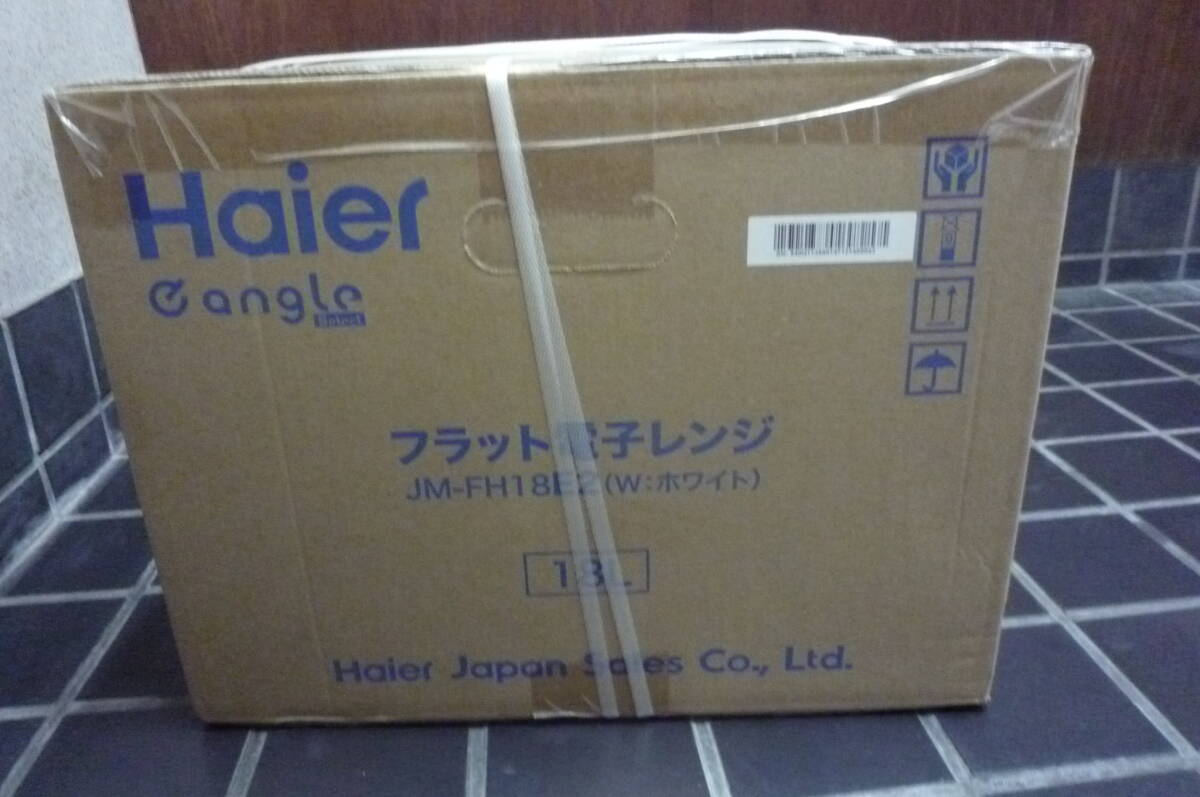 Haier
e angle
Select
フラット電子レンジ
JM-FH18E2(W:ホワイト)
18L
Haier Japan Sales Co., Ltd.